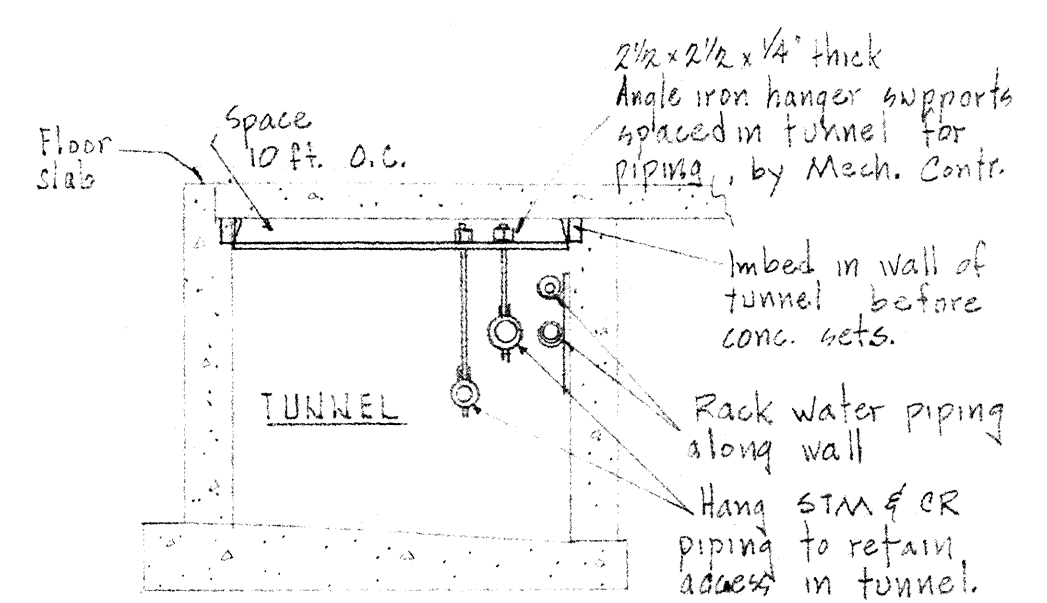 2½ x 2½ x ¼" thick
Angle iron hanger supports
spaced in tunnel for
piping, by Mech. Contr.
Space
10 ft. O.C.
Floor
slab
Imbed in wall of
tunnel before
conc. sets.
TUNNEL
Rack water piping
along wall
Hang STM & CR
piping to retain
access in tunnel.